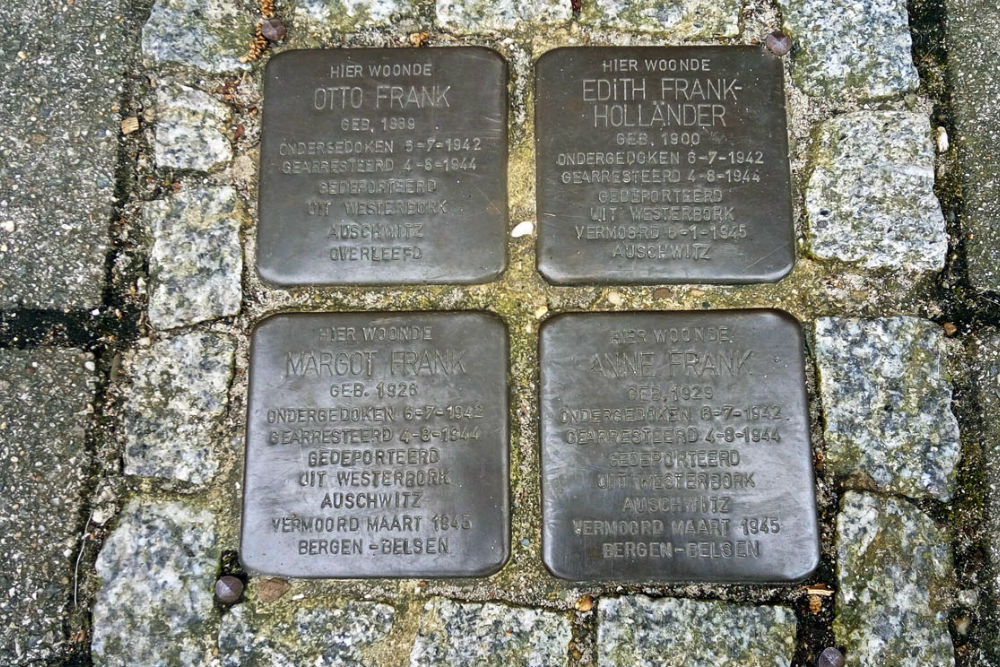 HIER WOONDE
OTTO FRANK
GEB. 1889
ONDERGEDOKEN 6-7-1942
GEARRESTEERD 4-8-1944
GEDEPORTEERD
UIT WESTERBORK
AUSCHWITZ
OVERLEEFD
HIER WOONDE
EDITH FRANK-
HOLLÄNDER
GEB. 1900
ONDERGEDOKEN 6-7-1942
GEARRESTEERD 4-8-1944
GEDEPORTEERD
UIT WESTERBORK
VERMOORD 6-1-1945
AUSCHWITZ
HIER WOONDE
MARGOT FRANK
GEB. 1926
ONDERGEDOKEN 6-7-1942
GEARRESTEERD 4-8-1944
GEDEPORTEERD
UIT WESTERBORK
AUSCHWITZ
VERMOORD MAART 1945
BERGEN-BELSEN
HIER WOONDE
ANNE FRANK
GEB. 1929
ONDERGEDOKEN 6-7-1942
GEARRESTEERD 4-8-1944
GEDEPORTEERD
UIT WESTERBORK
AUSCHWITZ
VERMOORD MAART 1945
BERGEN-BELSEN